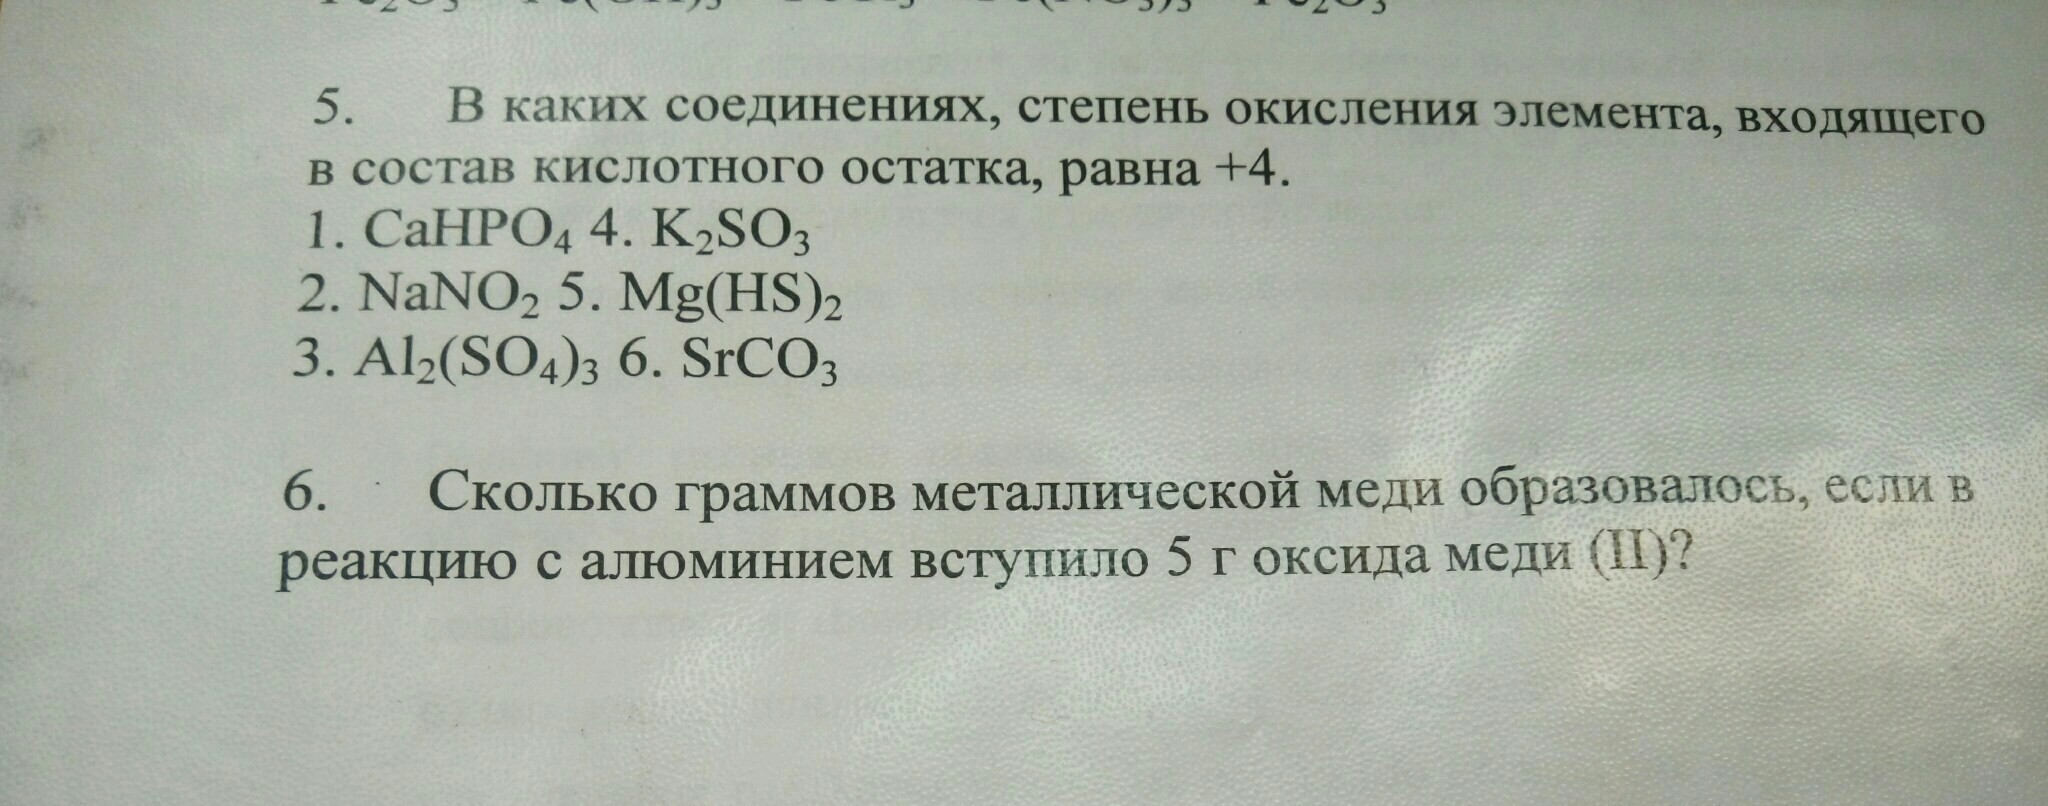 5. В каких соединениях, степень окисления элемента, входящего
в состав кислотного остатка, равна +4.
1. CaHPO₄ 4. K₂SO₃
2. NaNO₂ 5. Mg(HS)₂
3. Al₂(SO₄)₃ 6. SrCO₃
6. Сколько граммов металлической меди образовалось, если в
реакцию с алюминием вступило 5 г оксида меди (II)?